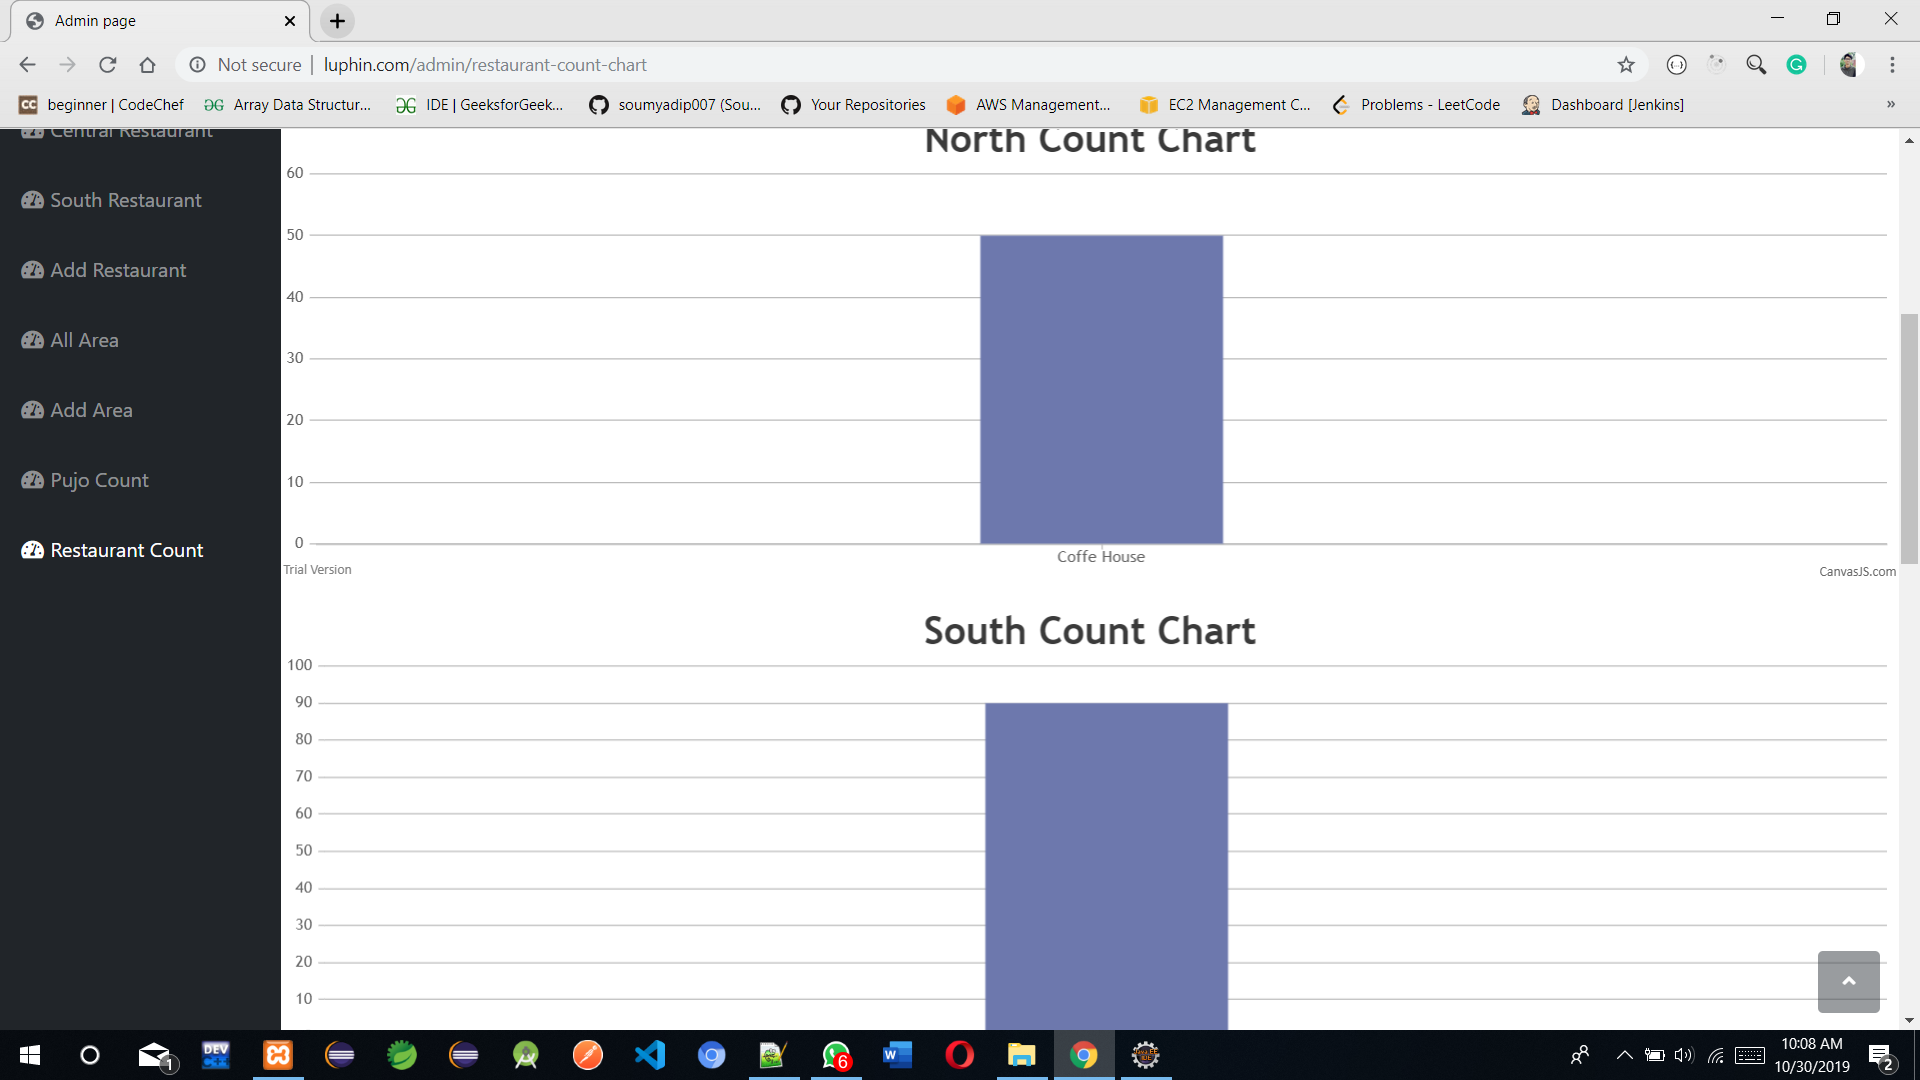 Admin page
Not secure | luphin.com/admin/restaurant-count-chart
beginner | CodeChef
Array Data Structur...
IDE | GeeksforGeek...
soumyadip007 (Sou...
Your Repositories
AWS Management...
EC2 Management C...
Problems - LeetCode
Dashboard [Jenkins]
»
Central Restaurant
South Restaurant
Add Restaurant
All Area
Add Area
Pujo Count
Restaurant Count
North Count Chart
60
50
40
30
20
10
0
Coffe House
Trial Version
CanvasJS.com
South Count Chart
100
90
80
70
60
50
40
30
20
10
1
DEV
C++
6
10:08 AM
10/30/2019
2